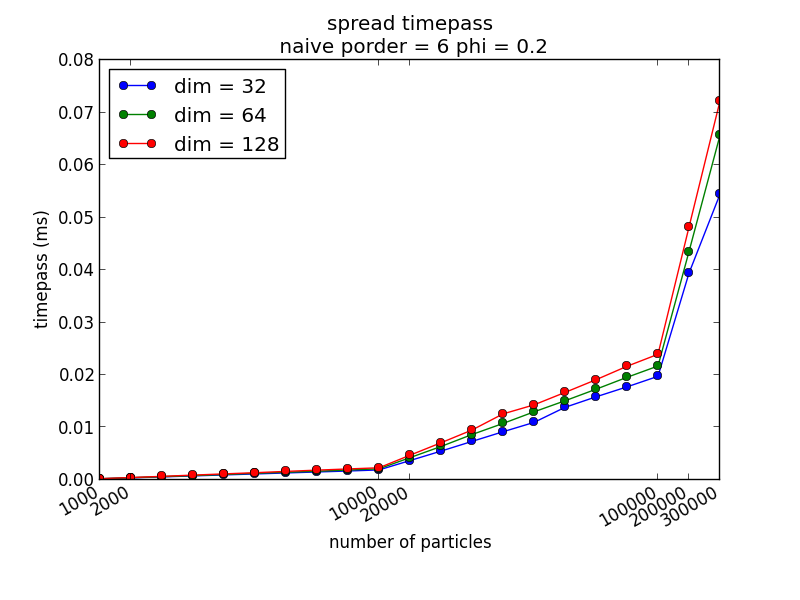 spread timepass
naive porder = 6 phi = 0.2
dim = 32
dim = 64
dim = 128
timepass (ms)
0.08
0.07
0.06
0.05
0.04
0.03
0.02
0.01
0.00
1000
2000
10000
20000
100000
200000
300000
number of particles